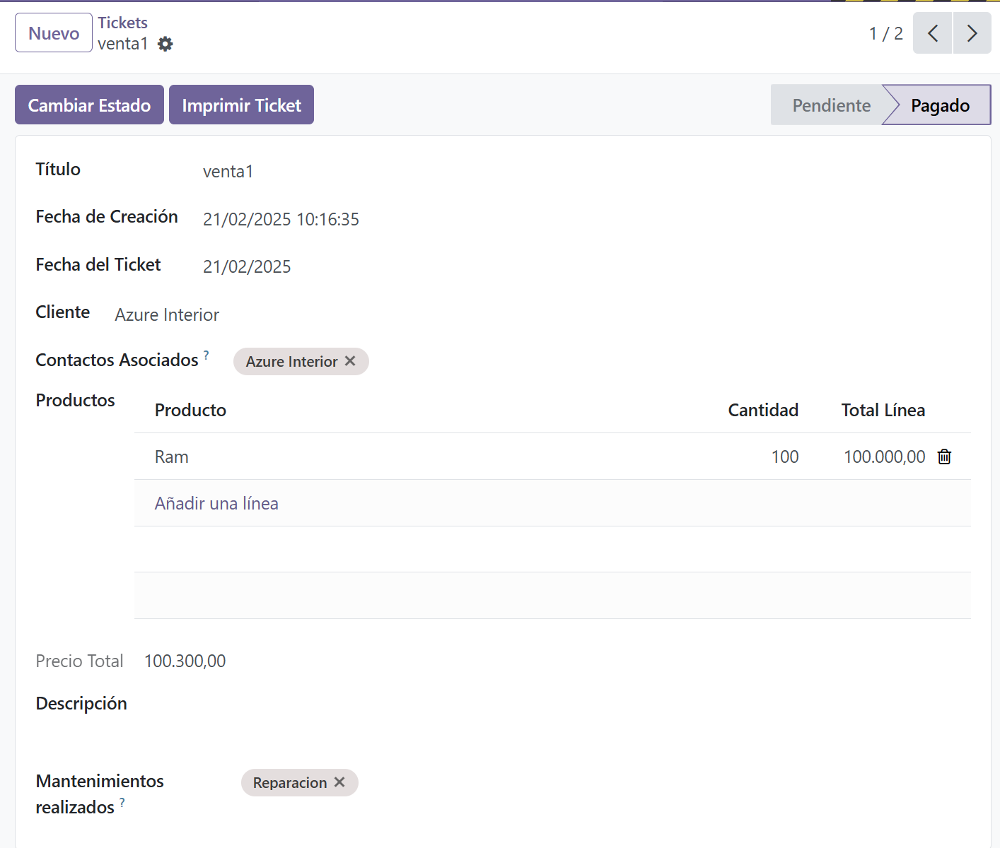 Nuevo
Tickets
venta1
1 / 2
Cambiar Estado
Imprimir Ticket
Pendiente
Pagado
Título
venta1
Fecha de Creación
21/02/2025 10:16:35
Fecha del Ticket
21/02/2025
Cliente
Azure Interior
Contactos Asociados ?
Azure Interior
Productos
Producto
Cantidad
Total Línea
Ram
100
100.000,00
Añadir una línea
Precio Total
100.300,00
Descripción
Mantenimientos
realizados ?
Reparacion